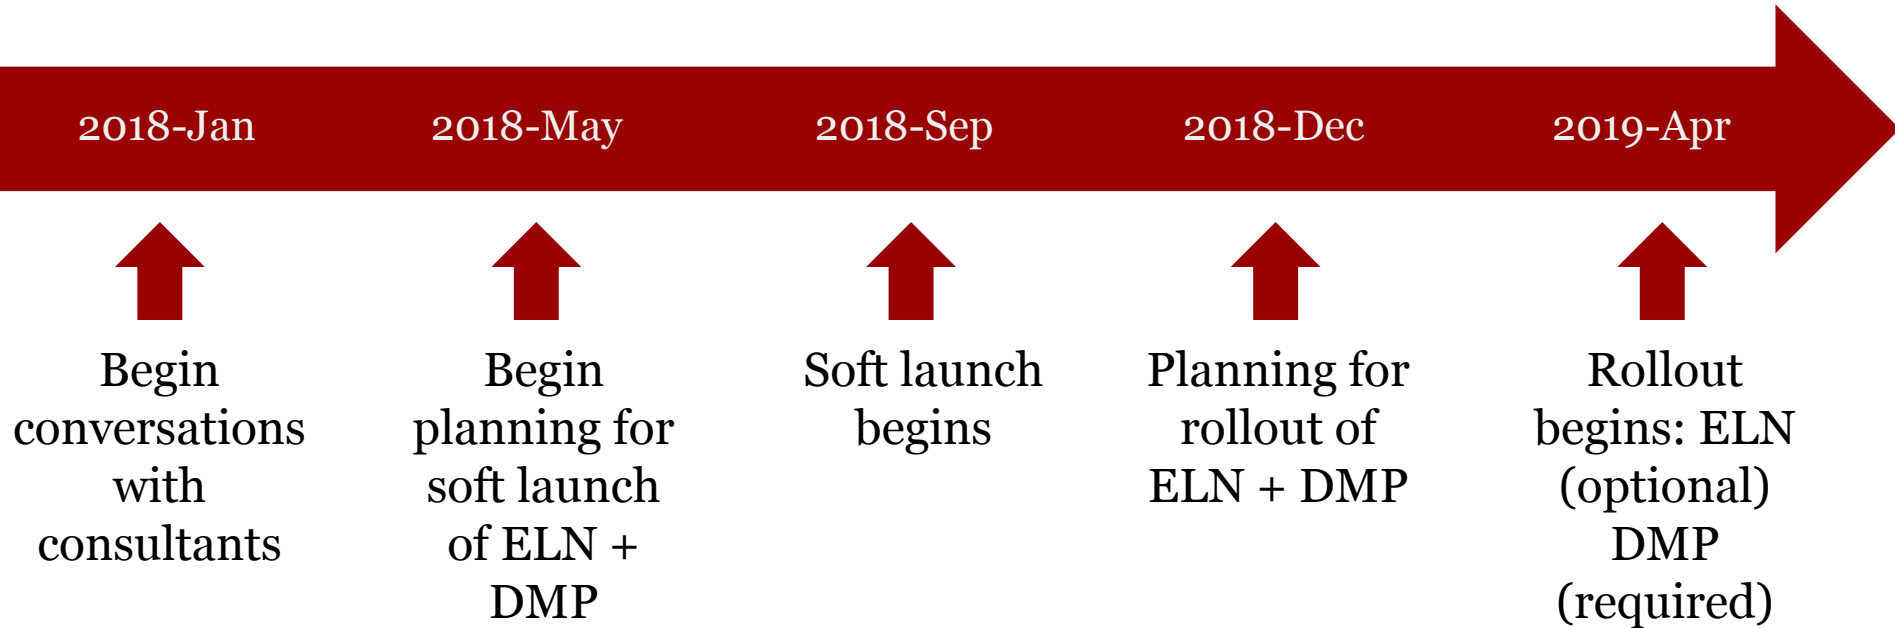 2018-Jan
2018-May
2018-Sep
2018-Dec
2019-Apr
Begin
conversations
with
consultants
Begin
planning for
soft launch
of ELN +
DMP
Soft launch
begins
Planning for
rollout of
ELN + DMP
Rollout
begins: ELN
(optional)
DMP
(required)